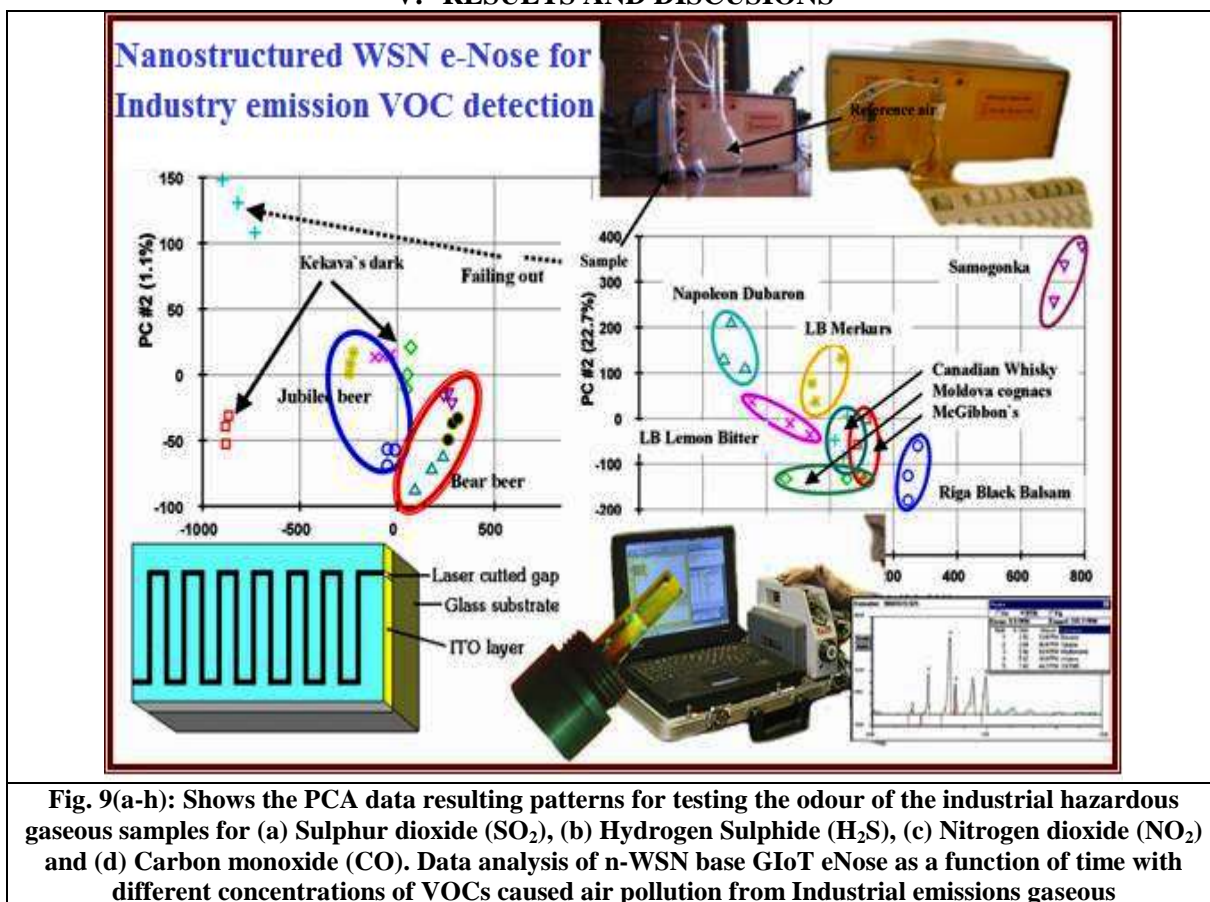 V. RESULTS AND DISCUSIONS
Nanostructured WSN e-Nose for
Industry emission VOC detection
Reference air
150
100
50
0
-50
-100
-1000
-500
0
500
PC #2 (1.1%)
Kekava`s dark
Failing out
Sample
Jubileu beer
Bear beer
400
300
200
100
0
-100
-200
PC #2 (22.7%)
Samogonka
Napoleon Dubaron
LB Merkurs
Canadian Whisky
Moldova cognacs
McGibbon`s
LB Lemon Bitter
Riga Black Balsam
200
400
600
800
Laser cutted gap
Glass substrate
ITO layer
Fig. 9(a-h): Shows the PCA data resulting patterns for testing the odour of the industrial hazardous
gaseous samples for (a) Sulphur dioxide (SO₂), (b) Hydrogen Sulphide (H₂S), (c) Nitrogen dioxide (NO₂)
and (d) Carbon monoxide (CO). Data analysis of n-WSN base GIoT eNose as a function of time with
different concentrations of VOCs caused air pollution from Industrial emissions gaseous